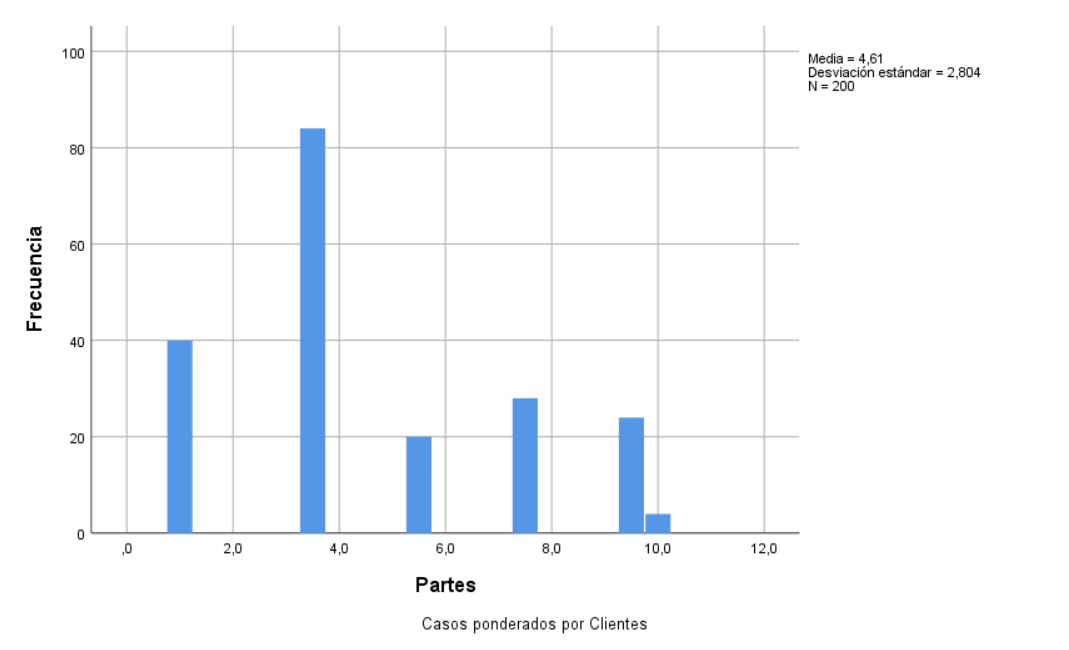 100
80
60
40
20
0
Frecuencia
,0
2,0
4,0
6,0
8,0
10,0
12,0
Partes
Casos ponderados por Clientes
Media = 4,61
Desviación estándar = 2,804
N = 200